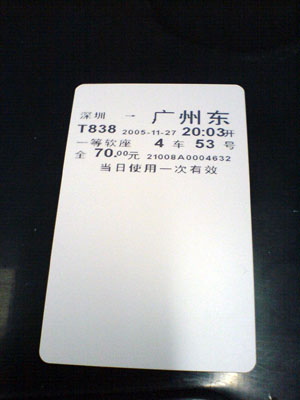 深圳 → 广州东
T838 2005-11-27 20:03开
一等软座 4 车 53 号
全 70.00元 21008A0004632
当日使用一次有效